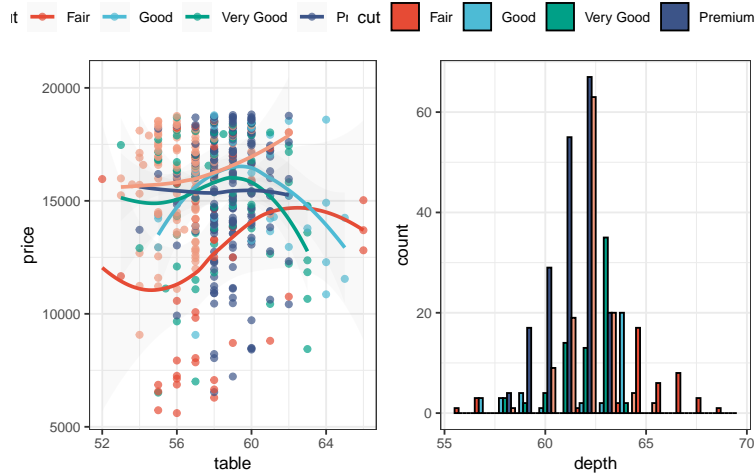 Fair Good Very Good cut Fair Good Very Good Premium
20000
15000
10000
5000
price
52 56 60 64
table
60
40
20
0
count
55 60 65 70
depth